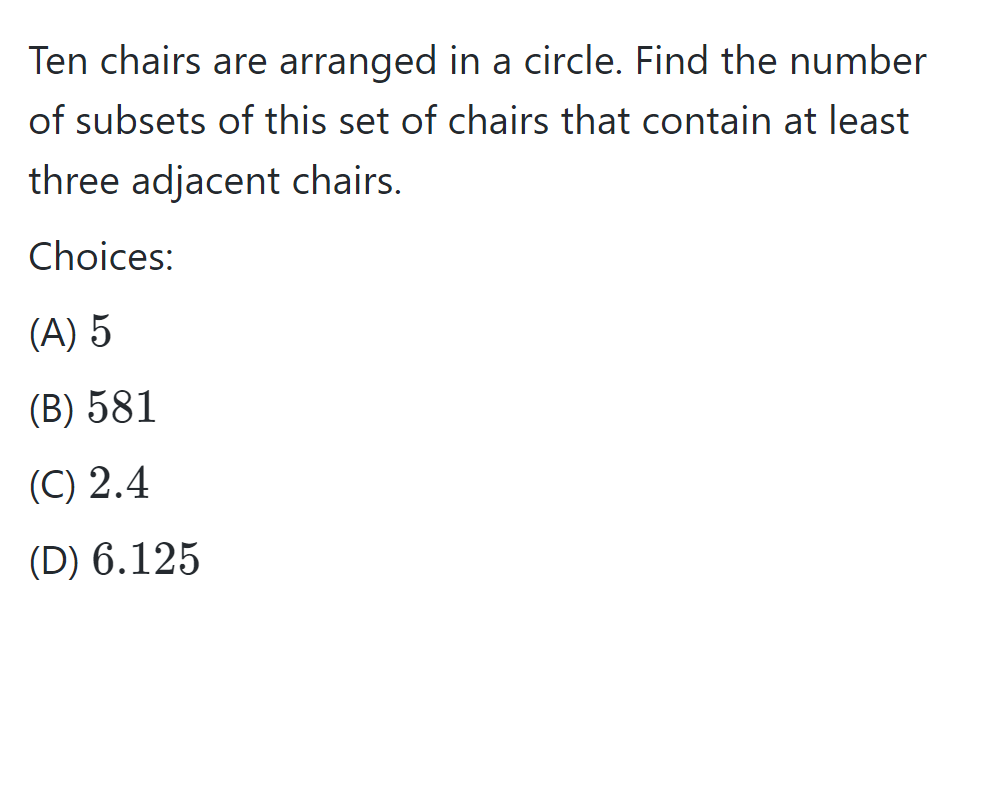 Ten chairs are arranged in a circle. Find the number
of subsets of this set of chairs that contain at least
three adjacent chairs.
Choices:
(A) 5
(B) 581
(C) 2.4
(D) 6.125